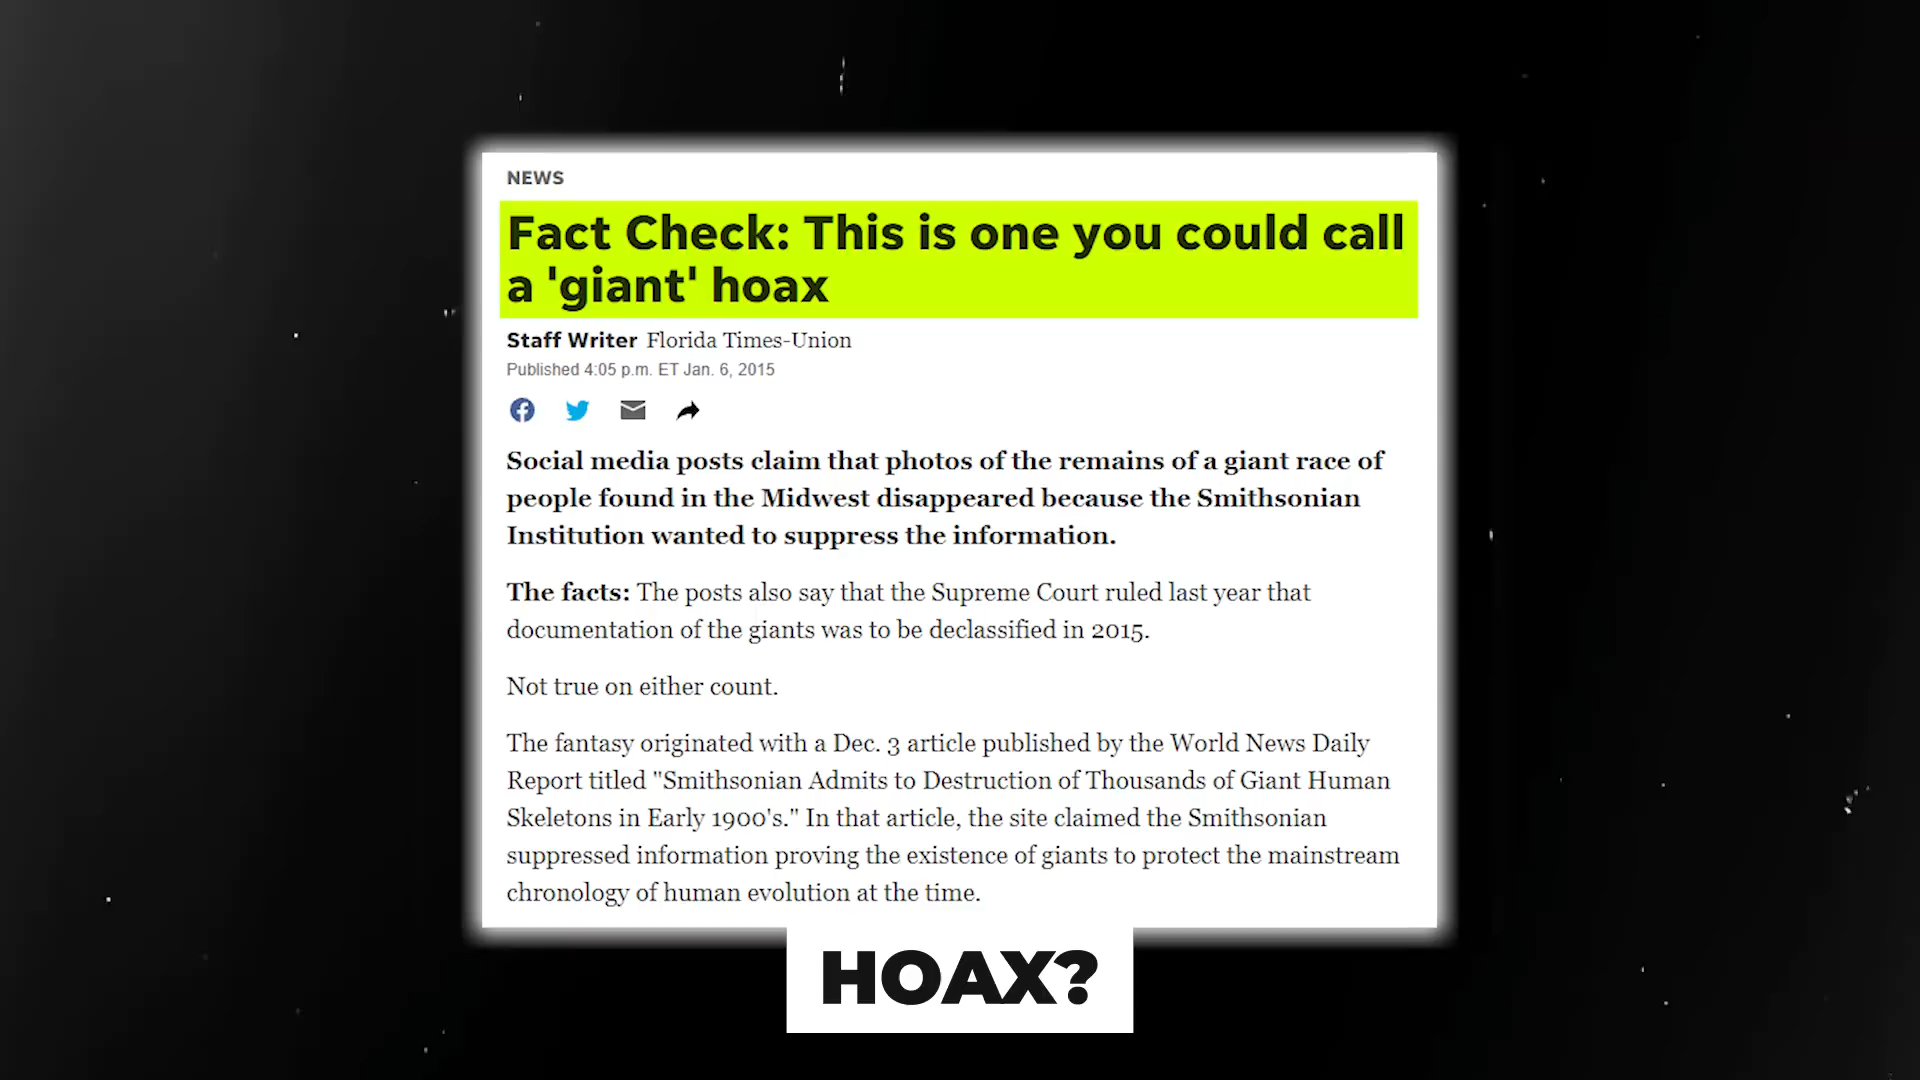 NEWS
Fact Check: This is one you could call
a 'giant' hoax
Staff Writer Florida Times-Union
Published 4:05 p.m. ET Jan. 6, 2015
Social media posts claim that photos of the remains of a giant race of
people found in the Midwest disappeared because the Smithsonian
Institution wanted to suppress the information.
The facts: The posts also say that the Supreme Court ruled last year that
documentation of the giants was to be declassified in 2015.
Not true on either count.
The fantasy originated with a Dec. 3 article published by the World News Daily
Report titled "Smithsonian Admits to Destruction of Thousands of Giant Human
Skeletons in Early 1900's." In that article, the site claimed the Smithsonian
suppressed information proving the existence of giants to protect the mainstream
chronology of human evolution at the time.
HOAX?